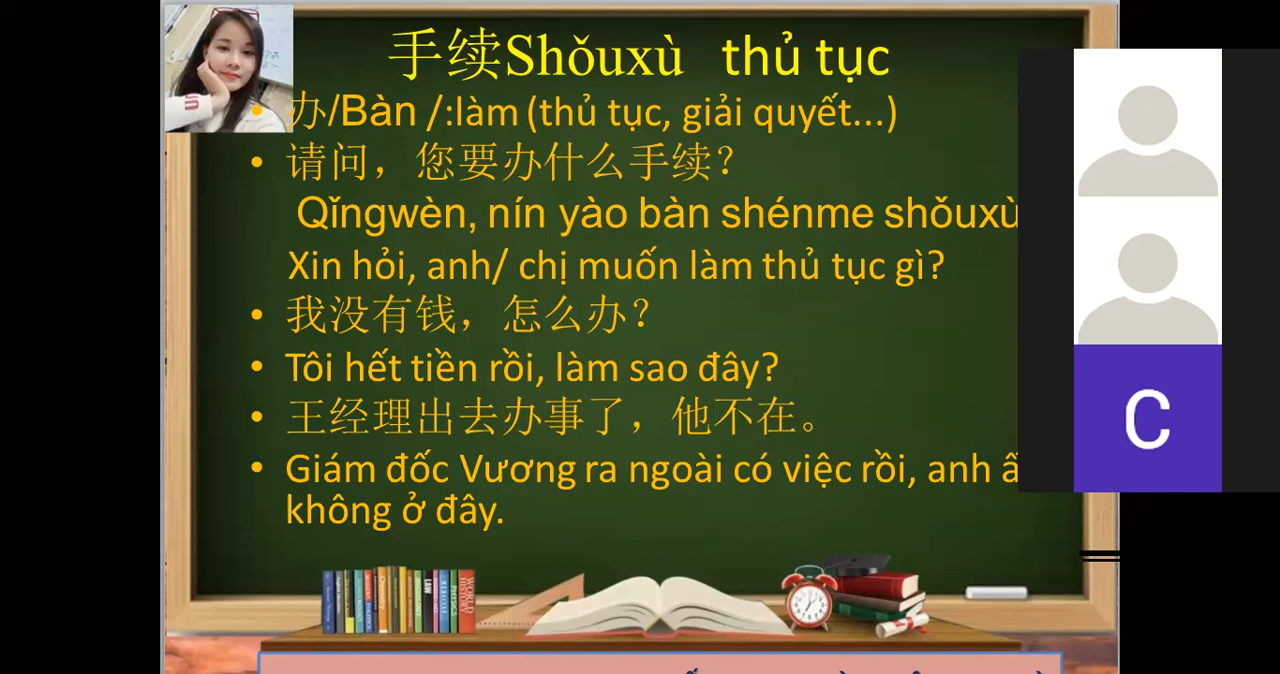 手续Shǒuxù thủ tục
• 办/Bàn /:làm (thủ tục, giải quyết...)
• 请问，您要办什么手续？
Qǐngwèn, nín yào bàn shénme shǒuxù
Xin hỏi, anh/ chị muốn làm thủ tục gì?
• 我没有钱，怎么办？
• Tôi hết tiền rồi, làm sao đây?
• 王经理出去办事了，他不在。
• Giám đốc Vương ra ngoài có việc rồi, anh
không ở đây.
C
LAW
PHYSICS
WORLD HISTORY